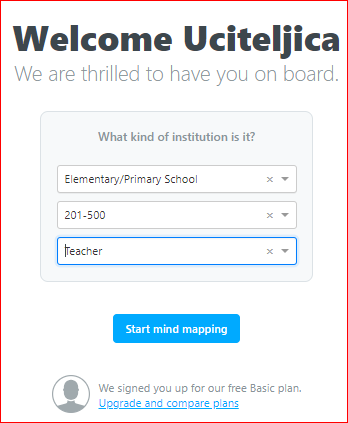 Welcome Uciteljica
We are thrilled to have you on board.
What kind of institution is it?
Elementary/Primary School
201-500
Teacher
Start mind mapping
We signed you up for our free Basic plan.
Upgrade and compare plans